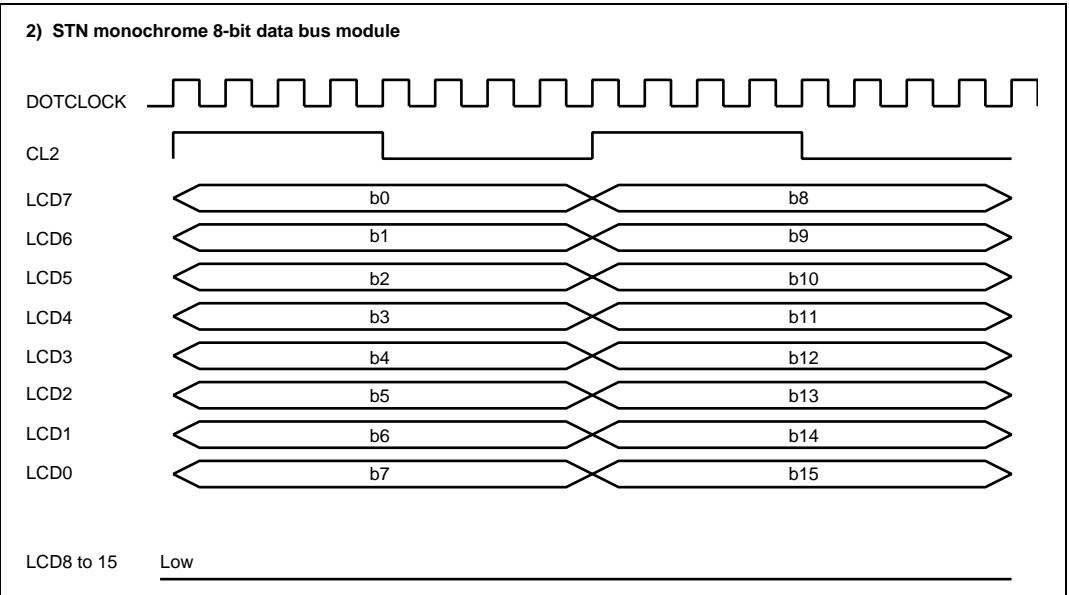 2) STN monochrome 8-bit data bus module
DOTCLOCK
CL2
LCD7 b0 b8
LCD6 b1 b9
LCD5 b2 b10
LCD4 b3 b11
LCD3 b4 b12
LCD2 b5 b13
LCD1 b6 b14
LCD0 b7 b15
LCD8 to 15 Low